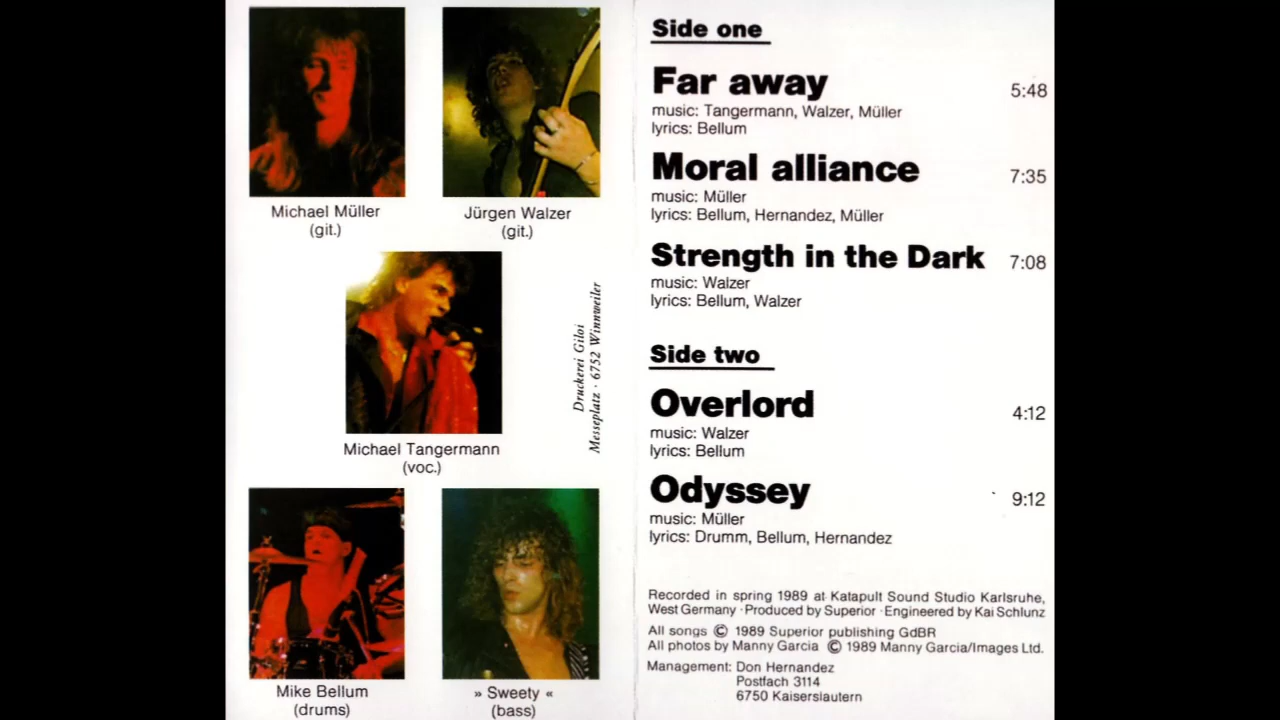 Michael Müller
(git.)
Jürgen Walzer
(git.)
Michael Tangermann
(voc.)
Druckerei Giloi
Messeplatz · 6752 Winnweiler
Mike Bellum
(drums)
» Sweety «
(bass)
Side one
Far away 5:48
music: Tangermann, Walzer, Müller
lyrics: Bellum
Moral alliance 7:35
music: Müller
lyrics: Bellum, Hernandez, Müller
Strength in the Dark 7:08
music: Walzer
lyrics: Bellum, Walzer
Side two
Overlord 4:12
music: Walzer
lyrics: Bellum
Odyssey 9:12
music: Müller
lyrics: Drumm, Bellum, Hernandez
Recorded in spring 1989 at Katapult Sound Studio Karlsruhe,
West Germany · Produced by Superior · Engineered by Kai Schlunz
All songs © 1989 Superior publishing GdBR
All photos by Manny Garcia © 1989 Manny Garcia/Images Ltd.
Management: Don Hernandez
Postfach 3114
6750 Kaiserslautern